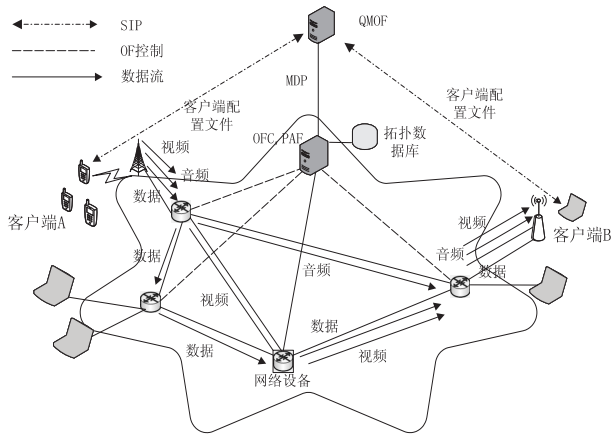 SIP
QMOF
OF控制
数据流
MDP
客户端配
置文件
客户端配
置文件
OFC,PAF
拓扑数
据库
视频
音频
数据
客户端A
视频
客户端B
音频
数据
数据
音频
视频
数据
数据
视频
网络设备